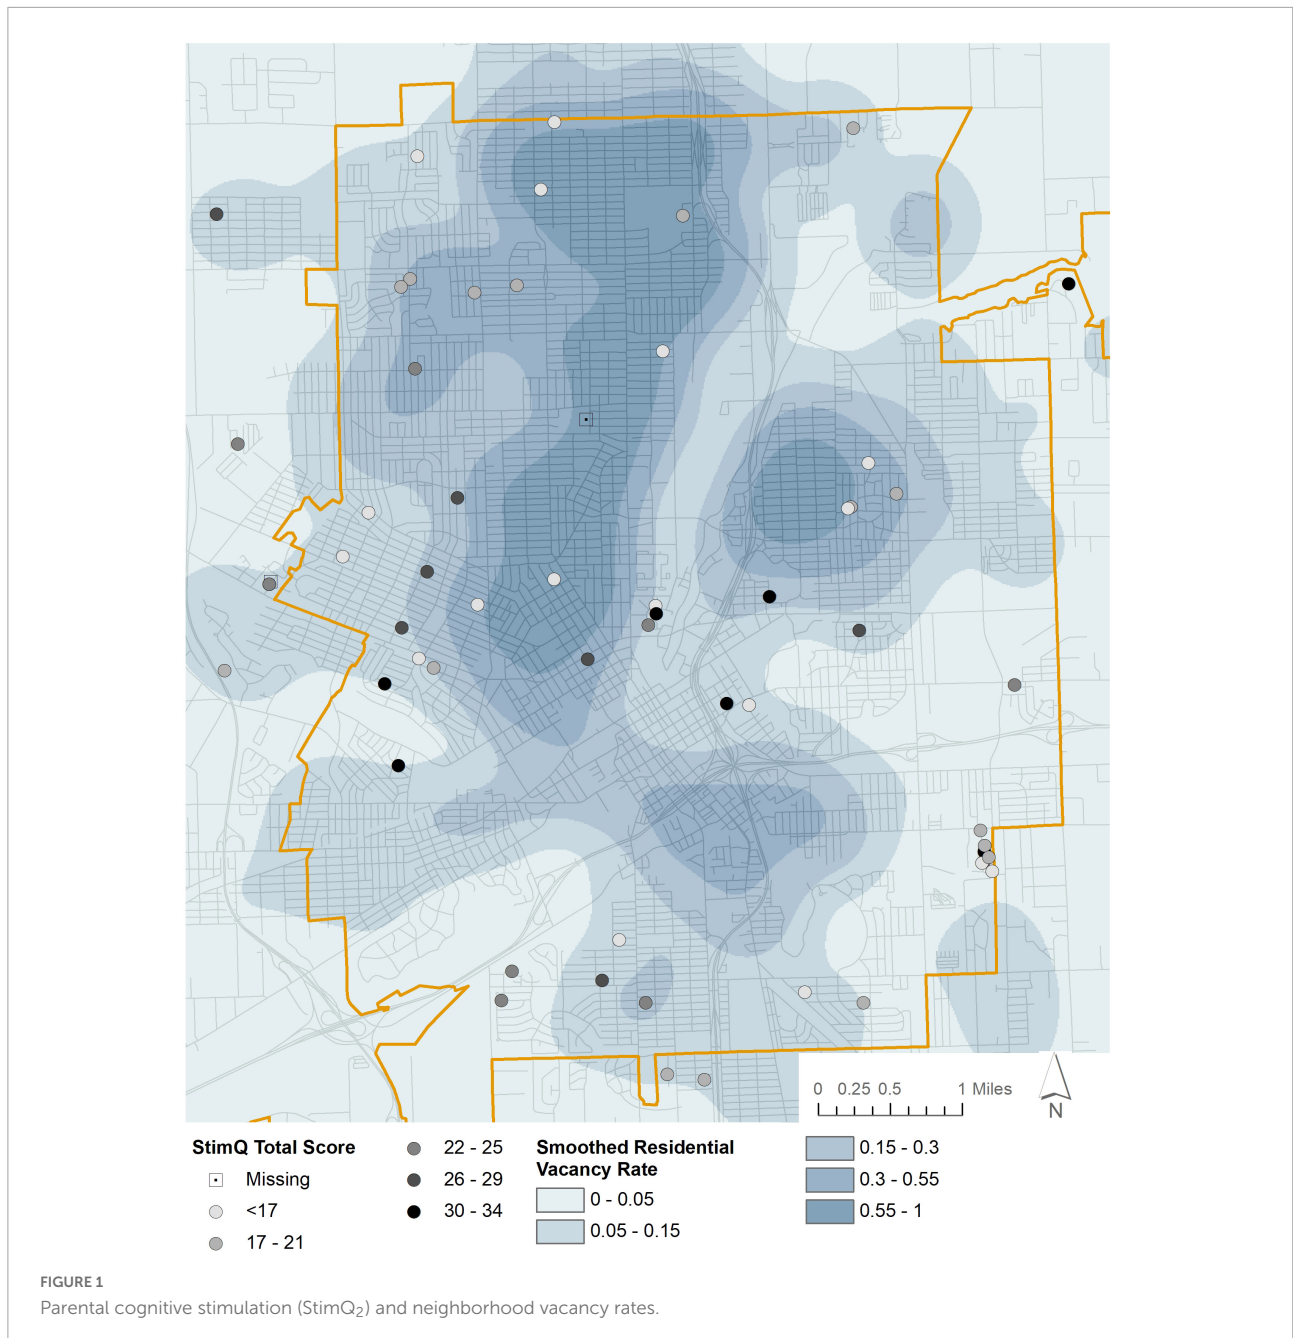 0 0.25 0.5 1 Miles
N
StimQ Total Score
Missing
<17
17 - 21
22 - 25
26 - 29
30 - 34
Smoothed Residential
Vacancy Rate
0 - 0.05
0.05 - 0.15
0.15 - 0.3
0.3 - 0.55
0.55 - 1
FIGURE 1
Parental cognitive stimulation (StimQ₂) and neighborhood vacancy rates.